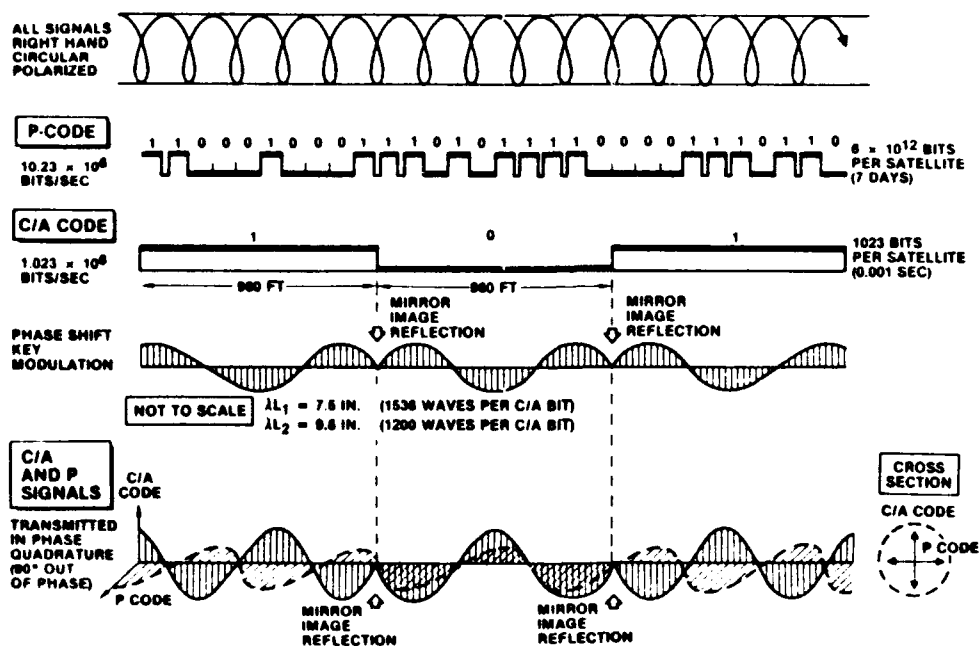 ALL SIGNALS
RIGHT HAND
CIRCULAR
POLARIZED
P-CODE
10.23 × 10⁶
BITS/SEC
1 1 0 0 0 1 0 0 0 1 1 1 1 0 1 0 1 1 1 1 0 0 0 0 1 1 1 0 1 1 0
6 × 10¹² BITS
PER SATELLITE
(7 DAYS)
C/A CODE
1.023 × 10⁶
BITS/SEC
1 0 1
1023 BITS
PER SATELLITE
(0.001 SEC)
960 FT 960 FT
MIRROR
IMAGE
REFLECTION
MIRROR
IMAGE
REFLECTION
PHASE SHIFT
KEY
MODULATION
NOT TO SCALE
λL₁ = 7.5 IN. (1536 WAVES PER C/A BIT)
λL₂ = 9.6 IN. (1200 WAVES PER C/A BIT)
C/A
AND P
SIGNALS
TRANSMITTED
IN PHASE
QUADRATURE
(90° OUT
OF PHASE)
C/A
CODE
P CODE
MIRROR
IMAGE
REFLECTION
MIRROR
IMAGE
REFLECTION
CROSS
SECTION
C/A CODE
P CODE